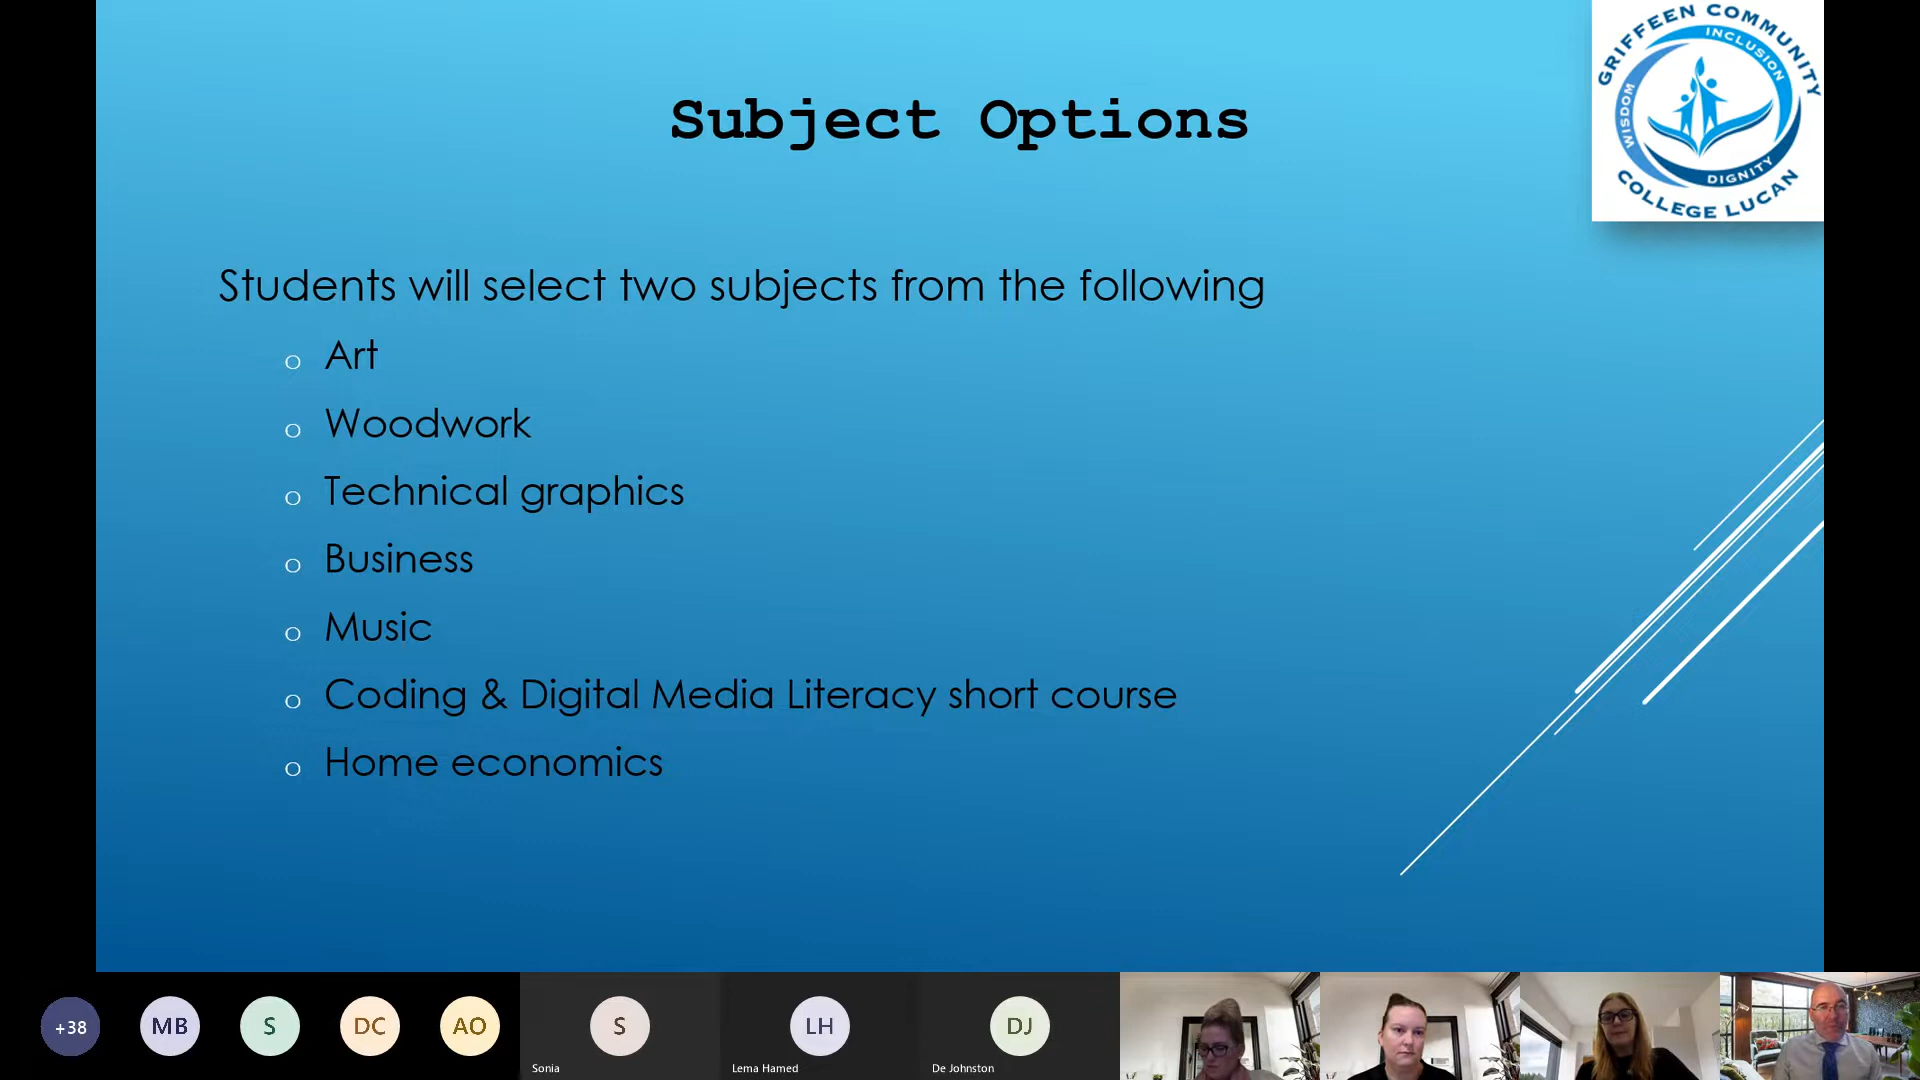 GRIFFEEN COMMUNITY
INCLUSION
WISDOM
DIGNITY
COLLEGE LUCAN
Subject Options
Students will select two subjects from the following
o Art
o Woodwork
o Technical graphics
o Business
o Music
o Coding & Digital Media Literacy short course
o Home economics
+38
MB
S
DC
AO
S
LH
DJ
Sonia
Lema Hamed
De Johnston